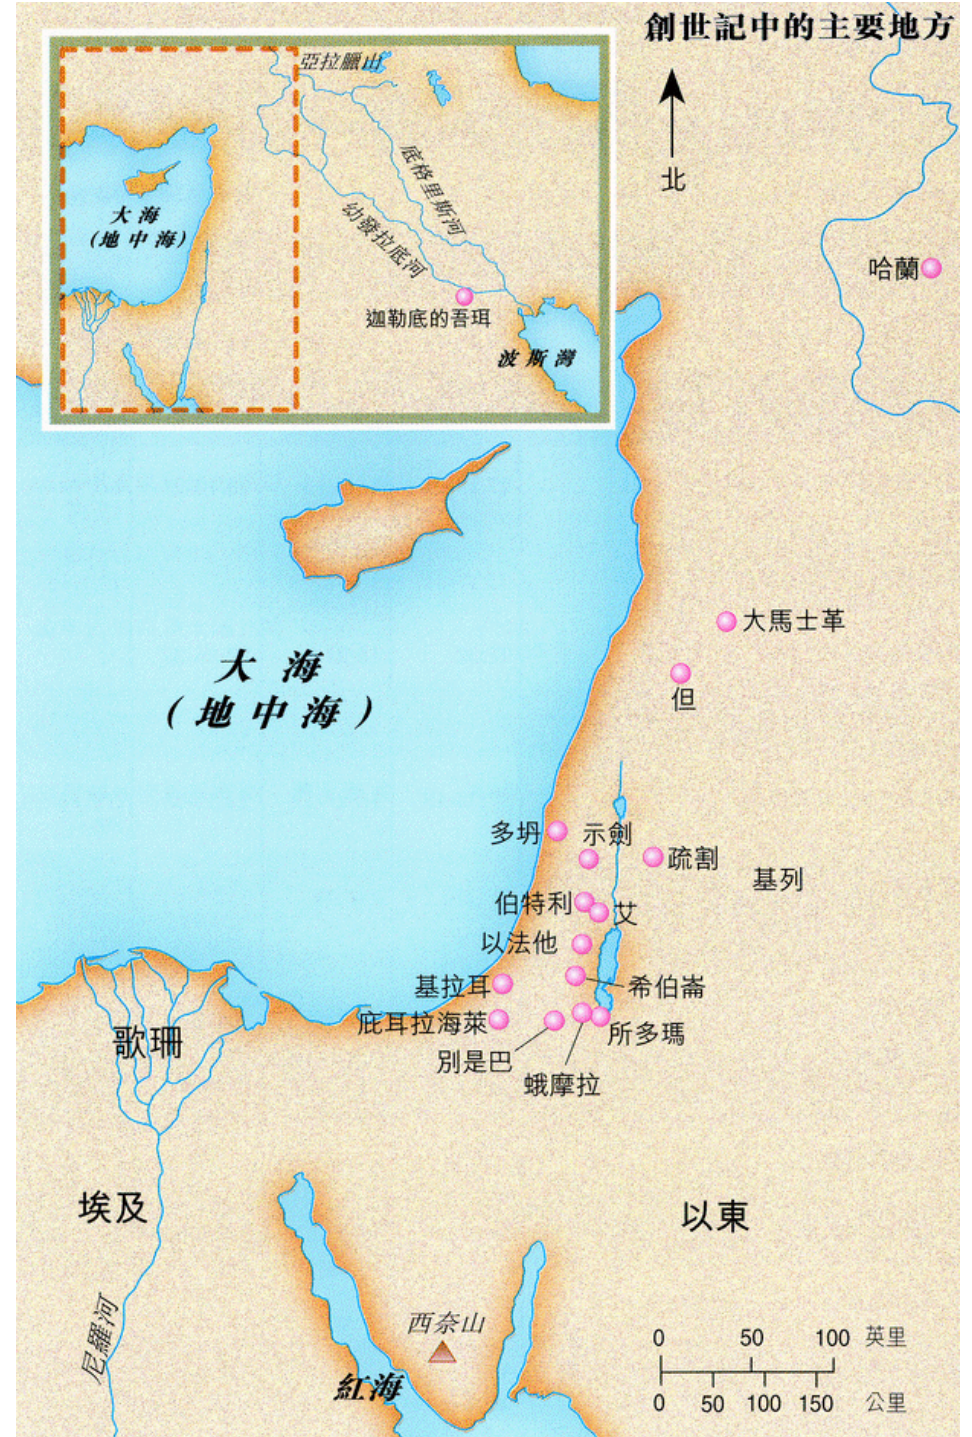 創世記中的主要地方
北
亞拉臘山
底格里斯河
幼發拉底河
大海
(地中海)
迦勒底的吾珥
波斯灣
哈蘭
大馬士革
但
大海
(地中海)
多坍
示劍
疏割
基列
伯特利
艾
以法他
基拉耳
希伯崙
庇耳拉海萊
別是巴
所多瑪
蛾摩拉
歌珊
埃及
以東
尼羅河
西奈山
紅海
0 50 100 英里
0 50 100 150 公里